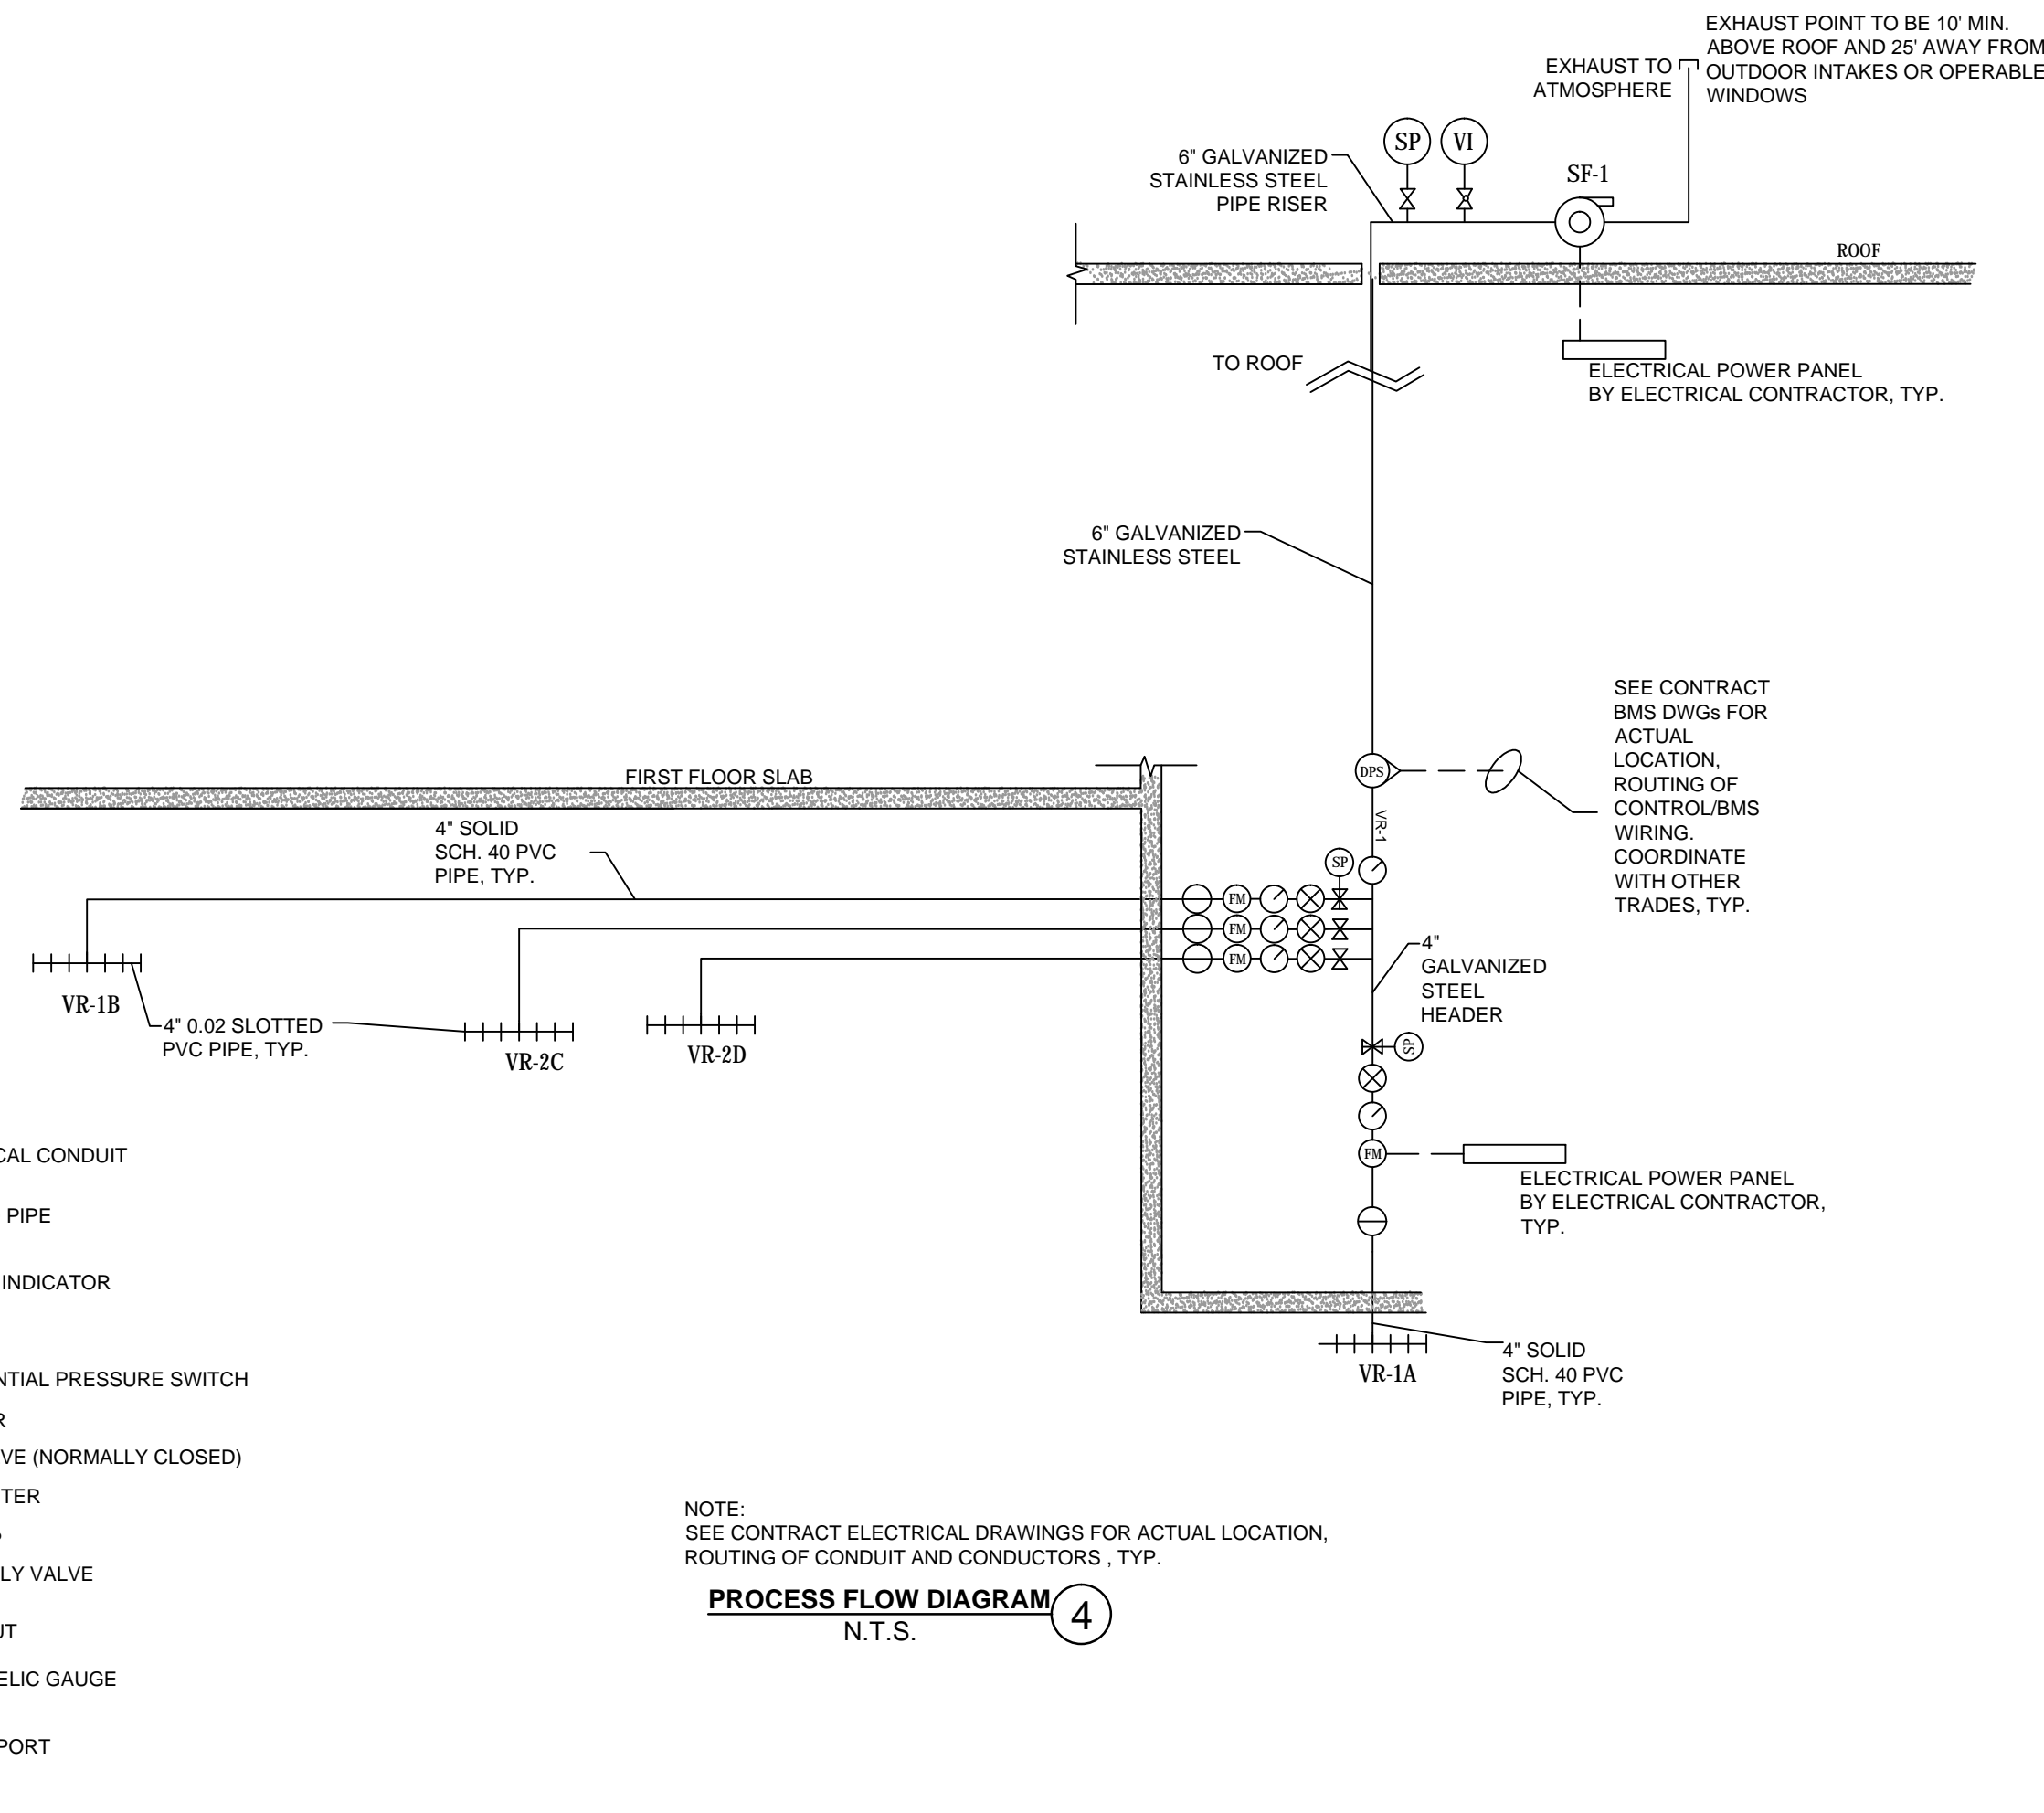 EXHAUST POINT TO BE 10' MIN.
ABOVE ROOF AND 25' AWAY FROM
OUTDOOR INTAKES OR OPERABLE
WINDOWS
EXHAUST TO
ATMOSPHERE
SP
VI
SF-1
6" GALVANIZED
STAINLESS STEEL
PIPE RISER
ROOF
TO ROOF
ELECTRICAL POWER PANEL
BY ELECTRICAL CONTRACTOR, TYP.
6" GALVANIZED
STAINLESS STEEL
SEE CONTRACT
BMS DWGs FOR
ACTUAL
LOCATION,
ROUTING OF
CONTROL/BMS
WIRING.
COORDINATE
WITH OTHER
TRADES, TYP.
DPS
VR-1
FIRST FLOOR SLAB
4" SOLID
SCH. 40 PVC
PIPE, TYP.
SP
FM
FM
FM
4"
GALVANIZED
STEEL
HEADER
VR-1B
4" 0.02 SLOTTED
PVC PIPE, TYP.
VR-2C
VR-2D
SP
FM
ELECTRICAL POWER PANEL
BY ELECTRICAL CONTRACTOR,
TYP.
VR-1A
4" SOLID
SCH. 40 PVC
PIPE, TYP.
CAL CONDUIT
PIPE
INDICATOR
NTIAL PRESSURE SWITCH
R
VE (NORMALLY CLOSED)
TER
LY VALVE
UT
ELIC GAUGE
PORT
NOTE:
SEE CONTRACT ELECTRICAL DRAWINGS FOR ACTUAL LOCATION,
ROUTING OF CONDUIT AND CONDUCTORS , TYP.
PROCESS FLOW DIAGRAM
4
N.T.S.